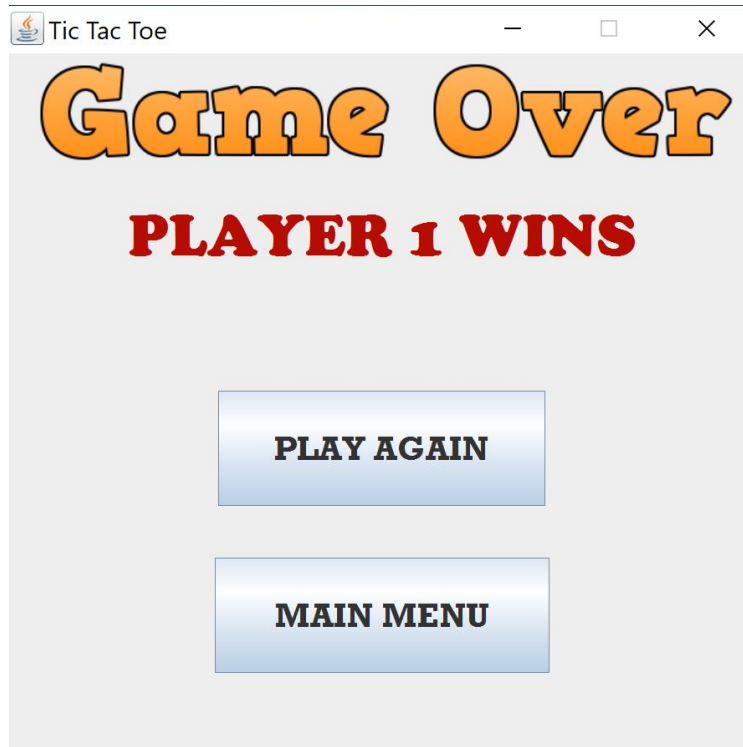 Tic Tac Toe
Game Over
PLAYER 1 WINS
PLAY AGAIN
MAIN MENU